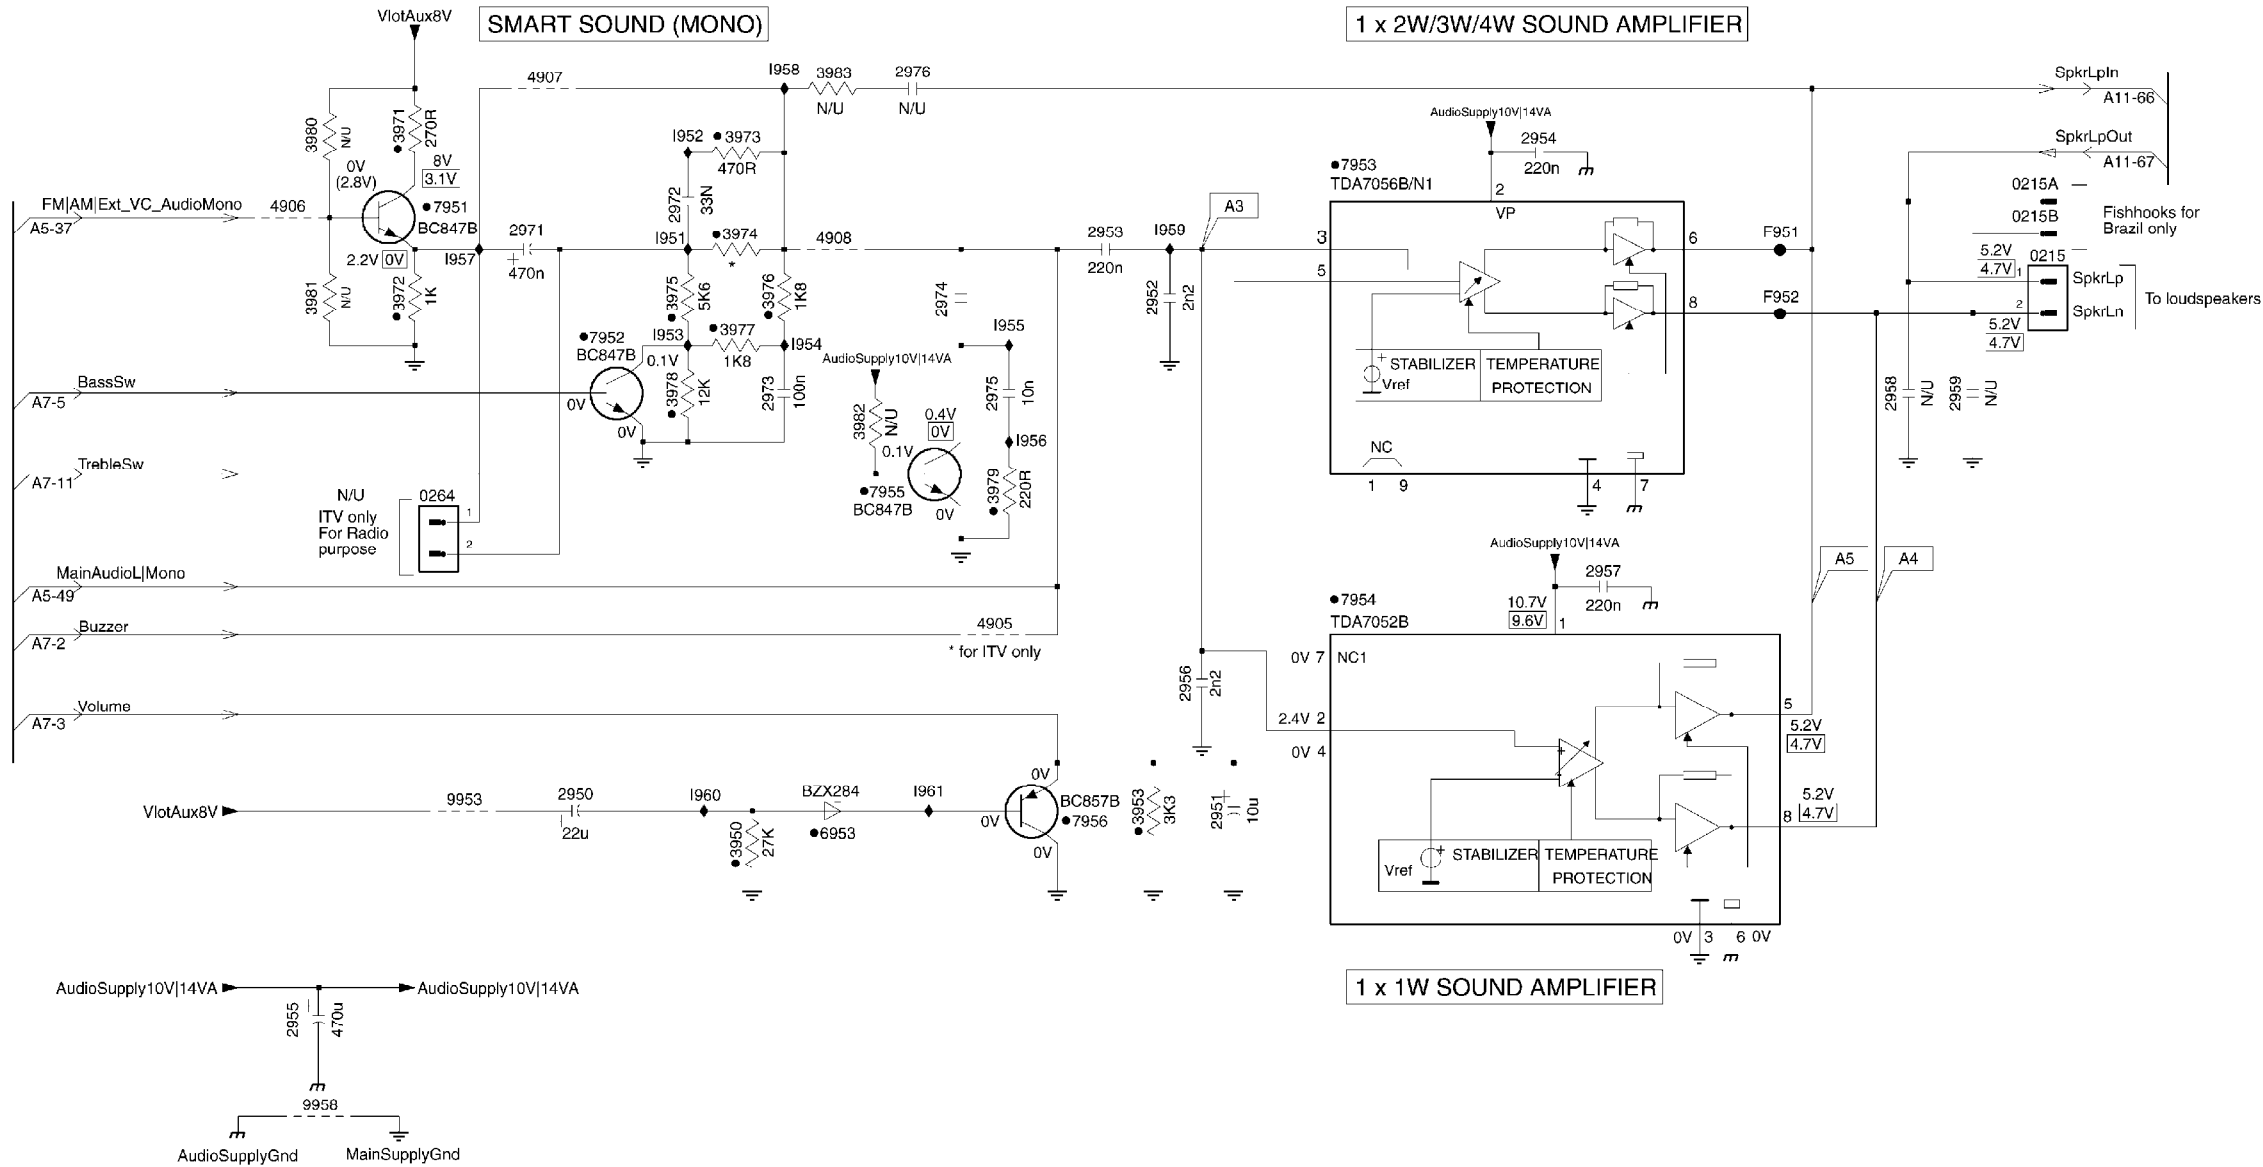 VlotAux8V
SMART SOUND (MONO)
1 x 2W/3W/4W SOUND AMPLIFIER
4907
I958
3983
N/U
2976
N/U
SpkrLpIn
A11-66
SpkrLpOut
A11-67
3980
N/U
3971
270R
0V
(2.8V)
8V
3.1V
7951
BC847B
FM|AM|Ext_VC_AudioMono
A5-37
4906
2.2V 0V
3981
N/U
3972
1K
I957
2971
+
470n
I952
3973
470R
2972
33N
I951
3974
*
4908
3975
5K6
3976
1K8
I953
3977
1K8
I954
7952
BC847B
0.1V
0V
0V
3978
12K
2973
100n
BassSw
A7-5
TrebleSw
A7-11
N/U
ITV only
For Radio
purpose
0264
1
2
2974
AudioSupply10V|14VA
3982
N/U
0.1V
0.4V
0V
7955
BC847B
0V
I955
2975
10n
I956
3979
220R
2953
220n
I959
A3
2952
2n2
AudioSupply10V|14VA
2954
220n
7953
TDA7056B/N1
2
VP
3
5
6
8
STABILIZER
+
Vref
TEMPERATURE
PROTECTION
NC
1 9
4
7
F951
F952
0215A
0215B
Fishhooks for
Brazil only
0215
5.2V
4.7V
1
SpkrLp
2
SpkrLn
To loudspeakers
5.2V
4.7V
2958
N/U
2959
N/U
MainAudioL|Mono
A5-49
Buzzer
A7-2
4905
* for ITV only
Volume
A7-3
AudioSupply10V|14VA
2957
220n
A5
A4
7954
TDA7052B
10.7V
9.6V
1
0V 7
NC1
2.4V 2
0V 4
2956
2n2
+
5
5.2V
4.7V
5.2V
4.7V
8
Vref
+
STABILIZER
TEMPERATURE
PROTECTION
0V 3
6 0V
VlotAux8V
9953
2950
22u
I960
3950
27K
BZX284
6953
I961
0V
0V
BC857B
7956
0V
3953
3K3
2951
+
10u
1 x 1W SOUND AMPLIFIER
AudioSupply10V|14VA
AudioSupply10V|14VA
2955
470u
9958
AudioSupplyGnd
MainSupplyGnd